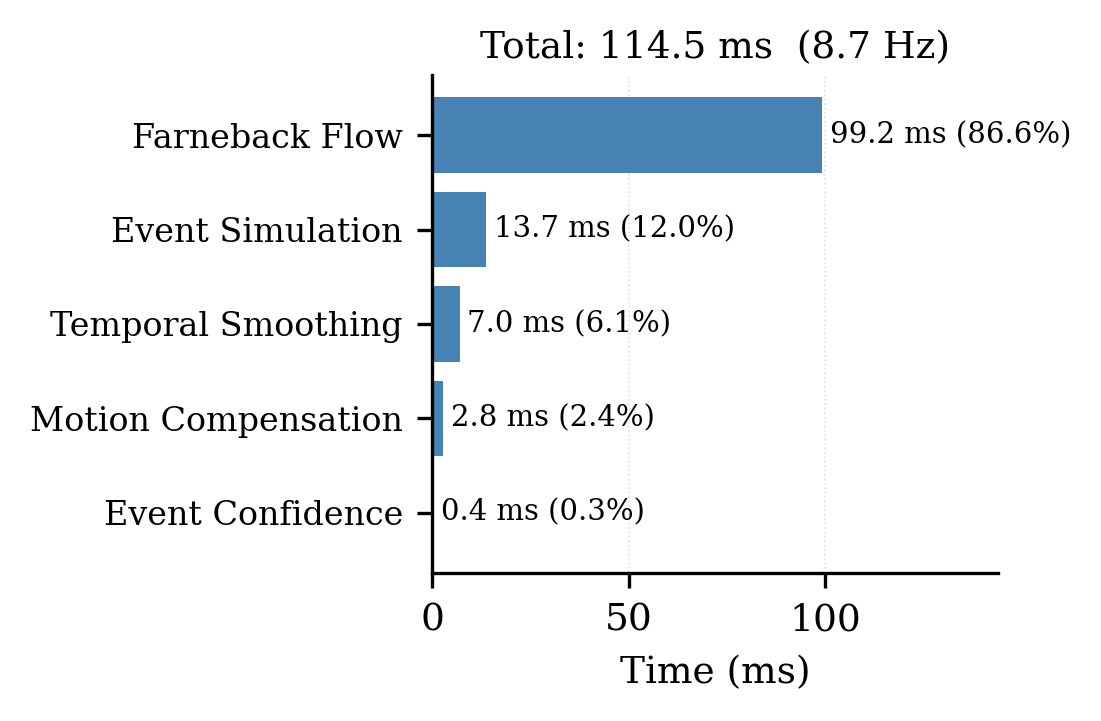 Total: 114.5 ms  (8.7 Hz)
Farneback Flow 99.2 ms (86.6%)
Event Simulation 13.7 ms (12.0%)
Temporal Smoothing 7.0 ms (6.1%)
Motion Compensation 2.8 ms (2.4%)
Event Confidence 0.4 ms (0.3%)
0 50 100
Time (ms)